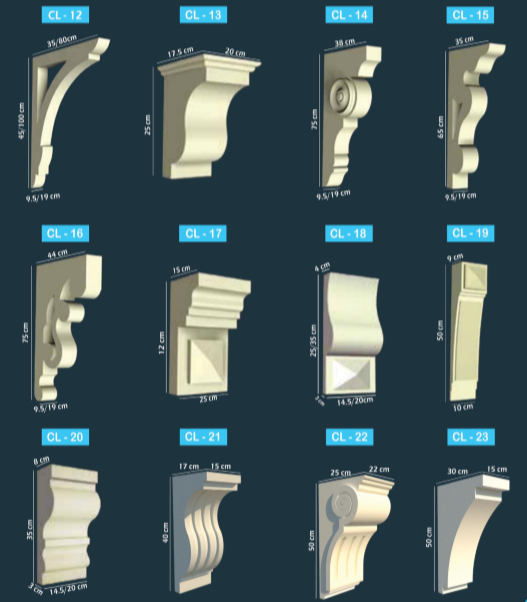 CL - 12
35/80cm
45/100 cm
9.5/19 cm
CL - 13
17.5 cm
20 cm
25 cm
CL - 14
38 cm
75 cm
9.5/19 cm
CL - 15
35 cm
65 cm
9.5/19 cm
CL - 16
44 cm
75 cm
9.5/19 cm
CL - 17
15 cm
12 cm
25 cm
CL - 18
4 cm
25/35 cm
14.5/20cm
CL - 19
9 cm
50 cm
10 cm
CL - 20
8 cm
35 cm
3 cm
14.5/20 cm
CL - 21
17 cm
15 cm
40 cm
CL - 22
25 cm
22 cm
50 cm
CL - 23
30 cm
15 cm
50 cm